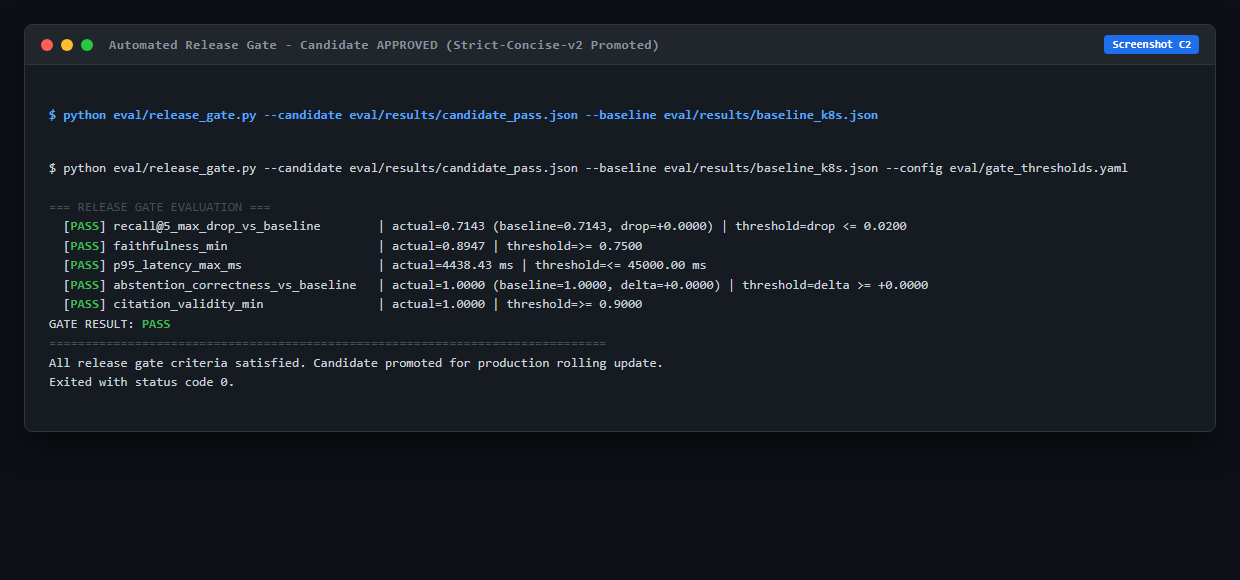 Automated Release Gate - Candidate APPROVED (Strict-Concise-v2 Promoted)
Screenshot C2
$ python eval/release_gate.py --candidate eval/results/candidate_pass.json --baseline eval/results/baseline_k8s.json
$ python eval/release_gate.py --candidate eval/results/candidate_pass.json --baseline eval/results/baseline_k8s.json --config eval/gate_thresholds.yaml
=== RELEASE GATE EVALUATION ===
[PASS] recall@5_max_drop_vs_baseline | actual=0.7143 (baseline=0.7143, drop=+0.0000) | threshold=drop <= 0.0200
[PASS] faithfulness_min | actual=0.8947 | threshold=>= 0.7500
[PASS] p95_latency_max_ms | actual=4438.43 ms | threshold=<= 45000.00 ms
[PASS] abstention_correctness_vs_baseline | actual=1.0000 (baseline=1.0000, delta=+0.0000) | threshold=delta >= +0.0000
[PASS] citation_validity_min | actual=1.0000 | threshold=>= 0.9000
GATE RESULT: PASS
==============================================================================
All release gate criteria satisfied. Candidate promoted for production rolling update.
Exited with status code 0.